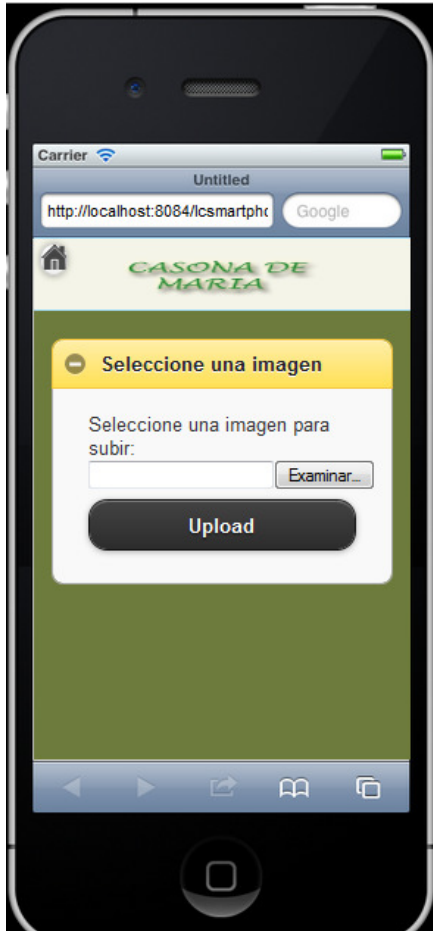 Carrier
Untitled
http://localhost:8084/lcsmartpho
Google
CASONA DE
MARIA
Seleccione una imagen
Seleccione una imagen para
subir:
Examinar...
Upload